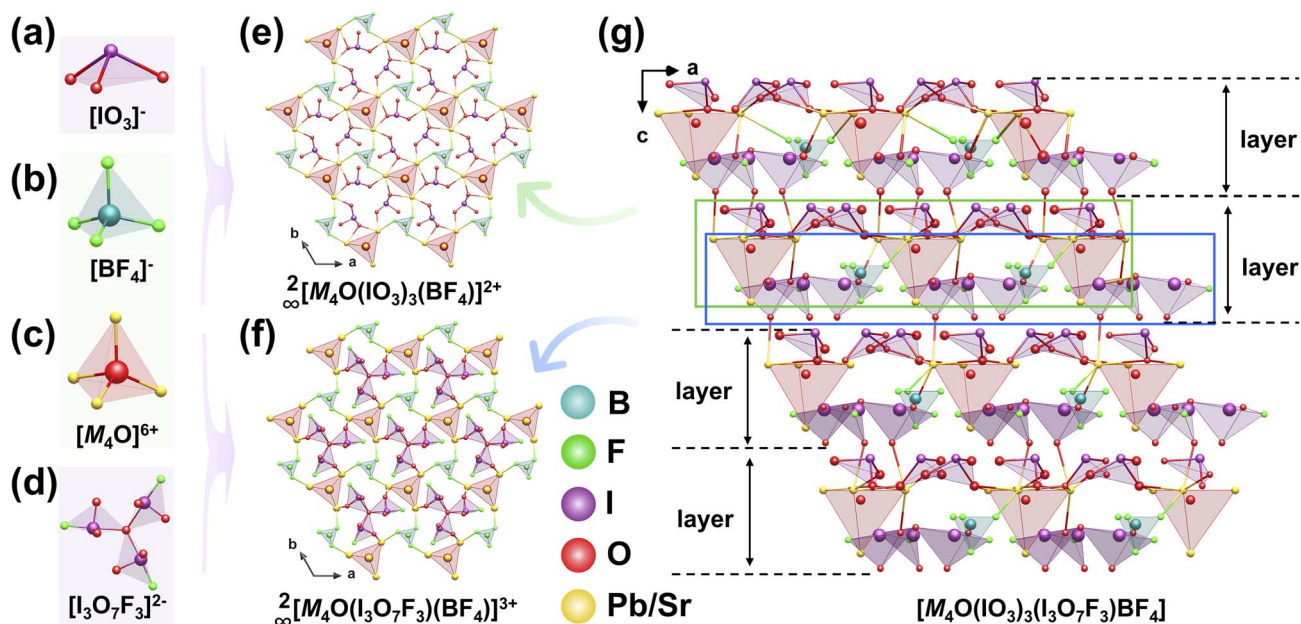 (a)
[IO₃]⁻
(b)
[BF₄]⁻
(c)
[M₄O]⁶⁺
(d)
[I₃O₇F₃]²⁻
(e)
b
a
²∞[M₄O(IO₃)₃(BF₄)]²⁺
(f)
b
a
²∞[M₄O(I₃O₇F₃)(BF₄)]³⁺
B
F
I
O
Pb/Sr
(g)
a
c
layer
layer
layer
layer
[M₄O(IO₃)₃(I₃O₇F₃)BF₄]